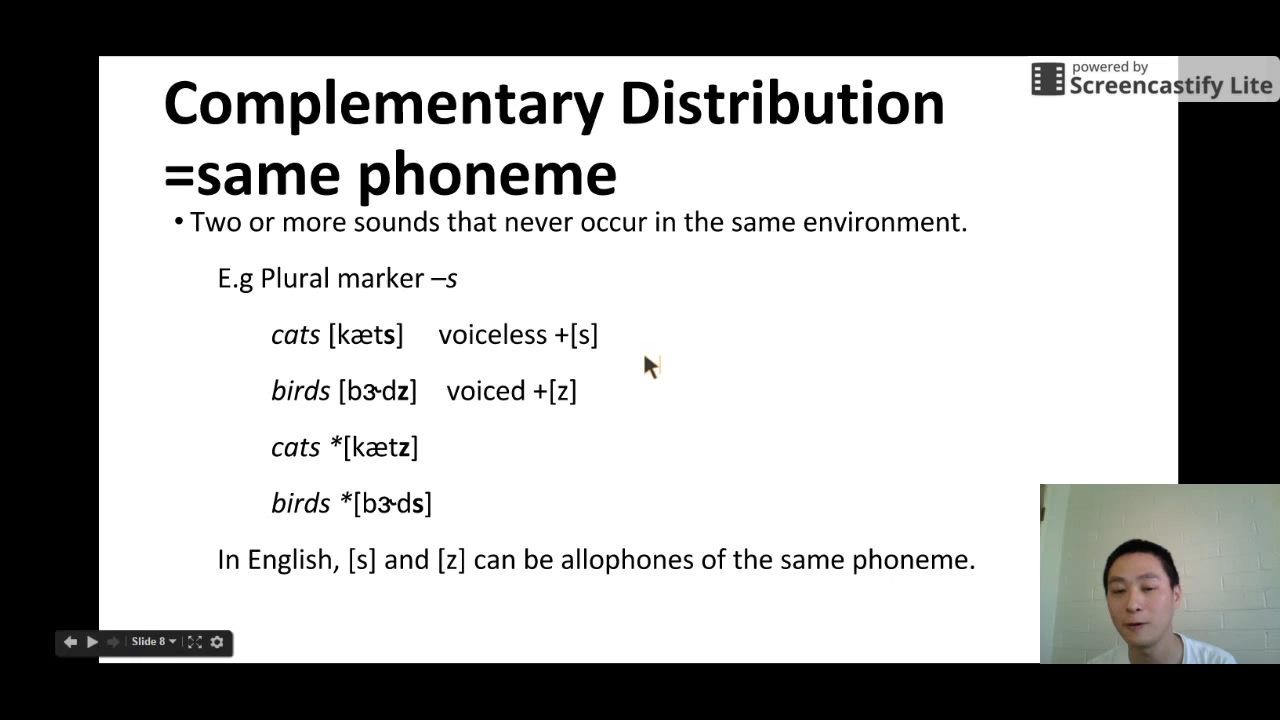 powered by
Screencastify Lite
Complementary Distribution
=same phoneme
• Two or more sounds that never occur in the same environment.
E.g Plural marker –s
cats [kæts] voiceless +[s]
birds [bɝdz] voiced +[z]
cats *[kætz]
birds *[bɝds]
In English, [s] and [z] can be allophones of the same phoneme.
Slide 8